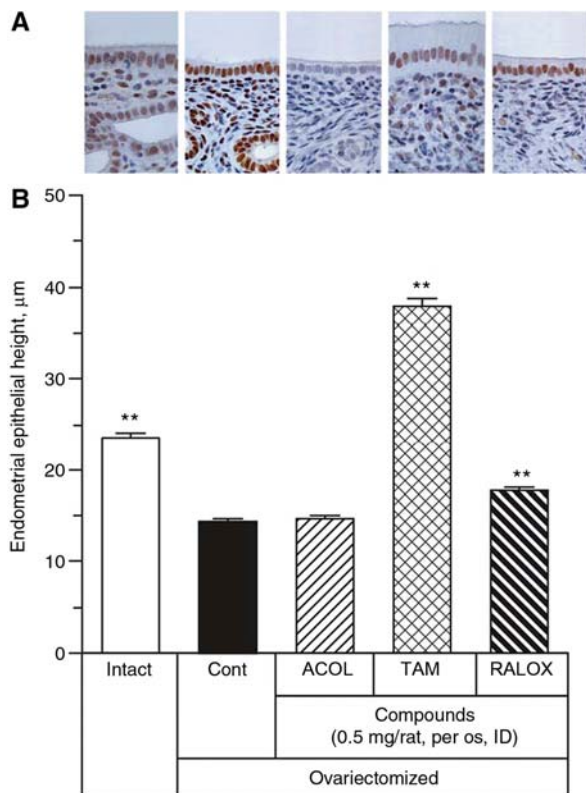 A
B
50
40
30
20
10
0
Endometrial epithelial height, μm
**
**
**
Intact
Cont
ACOL
TAM
RALOX
Compounds
(0.5 mg/rat, per os, ID)
Ovariectomized